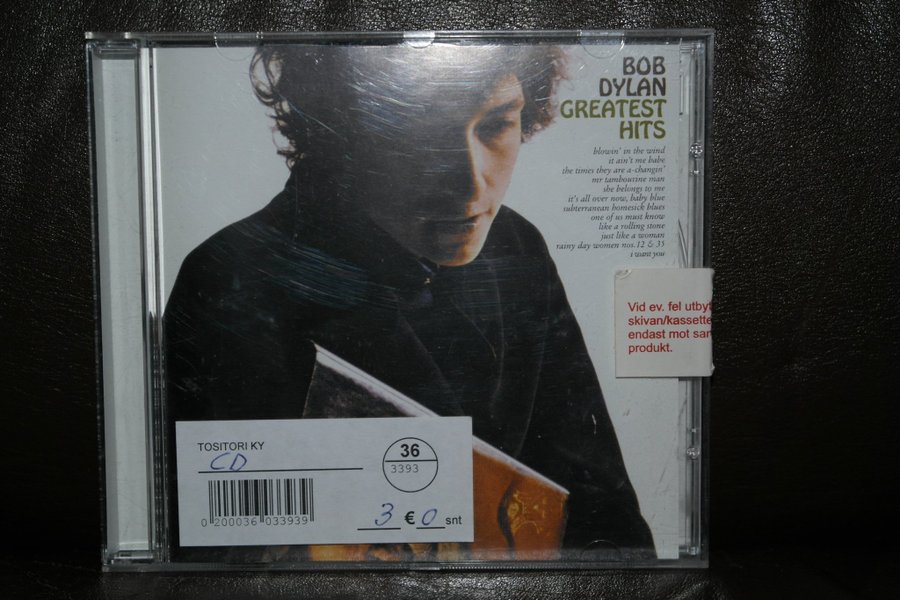 BOB
DYLAN
GREATEST
HITS
blowin' in the wind
it ain't me babe
the times they are a-changin'
mr tambourine man
she belongs to me
it's all over now, baby blue
subterranean homesick blues
one of us must know
like a rolling stone
just like a woman
rainy day women nos. 12 & 35
i want you
Vid ev. fel utbyt
skivan/kassette
endast mot sam
produkt.
TOSITORI KY
CD
36
3393
0 200036 033939
3 € 0 snt